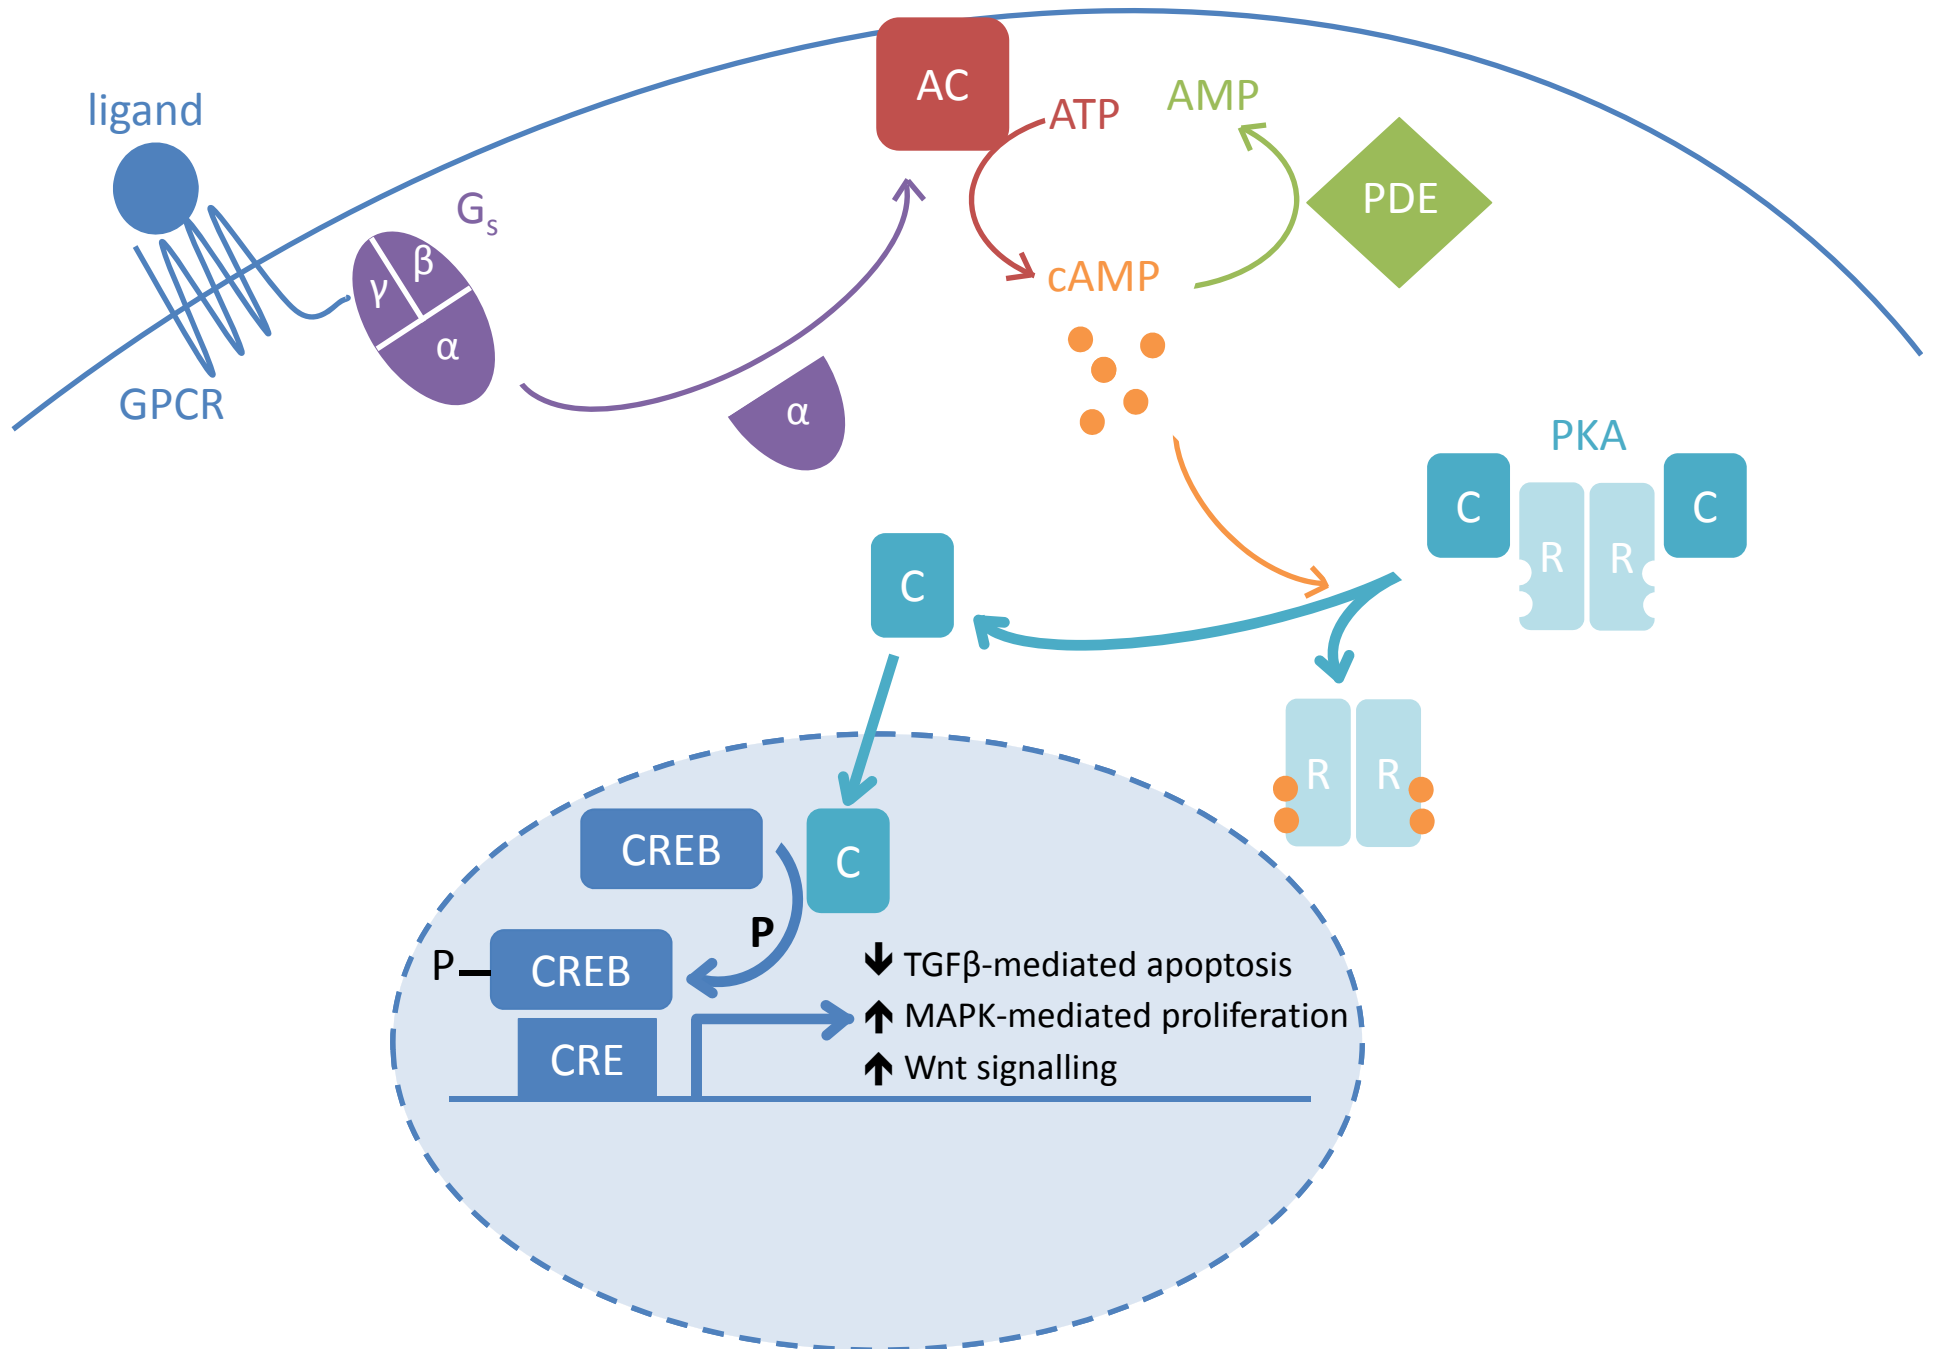 ligand
GPCR
Gs
γ
β
α
α
AC
ATP
AMP
PDE
cAMP
PKA
C
R
R
C
C
R
R
C
CREB
P
P
CREB
CRE
TGFβ-mediated apoptosis
MAPK-mediated proliferation
Wnt signalling